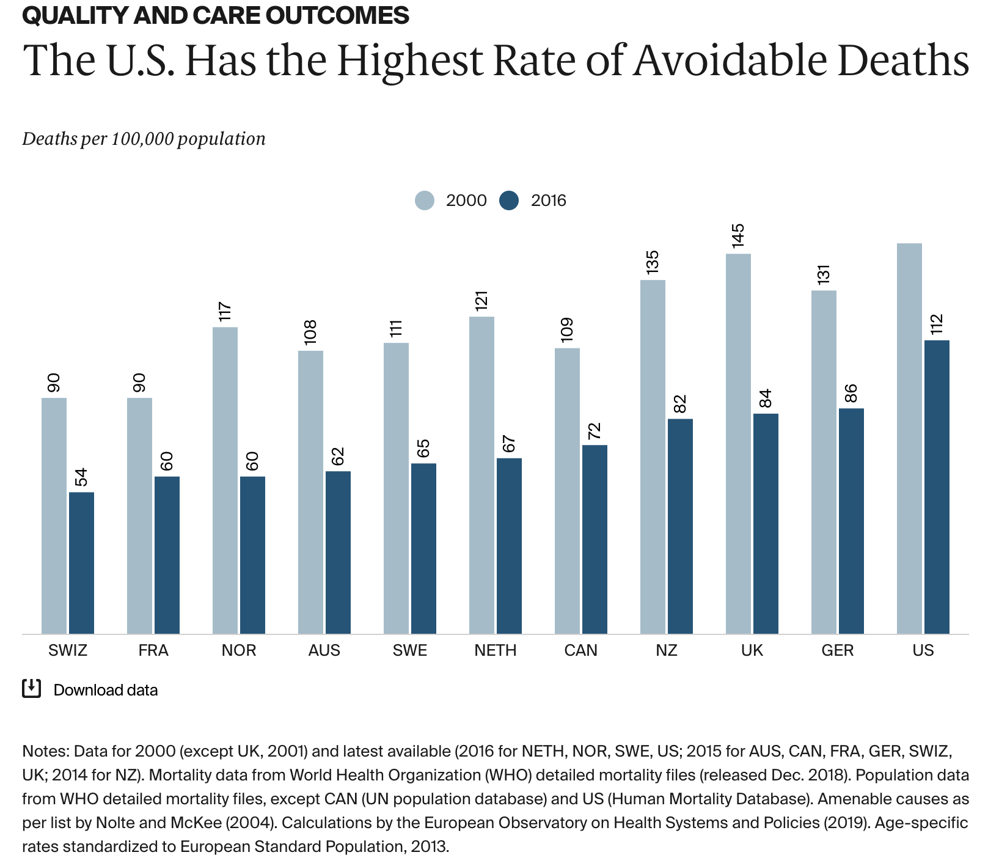 QUALITY AND CARE OUTCOMES
The U.S. Has the Highest Rate of Avoidable Deaths
Deaths per 100,000 population
2000 2016
90 54 90 60 117 60 108 62 111 65 121 67 109 72 135 82 145 84 131 86 112
SWIZ FRA NOR AUS SWE NETH CAN NZ UK GER US
Download data
Notes: Data for 2000 (except UK, 2001) and latest available (2016 for NETH, NOR, SWE, US; 2015 for AUS, CAN, FRA, GER, SWIZ,
UK; 2014 for NZ). Mortality data from World Health Organization (WHO) detailed mortality files (released Dec. 2018). Population data
from WHO detailed mortality files, except CAN (UN population database) and US (Human Mortality Database). Amenable causes as
per list by Nolte and McKee (2004). Calculations by the European Observatory on Health Systems and Policies (2019). Age-specific
rates standardized to European Standard Population, 2013.